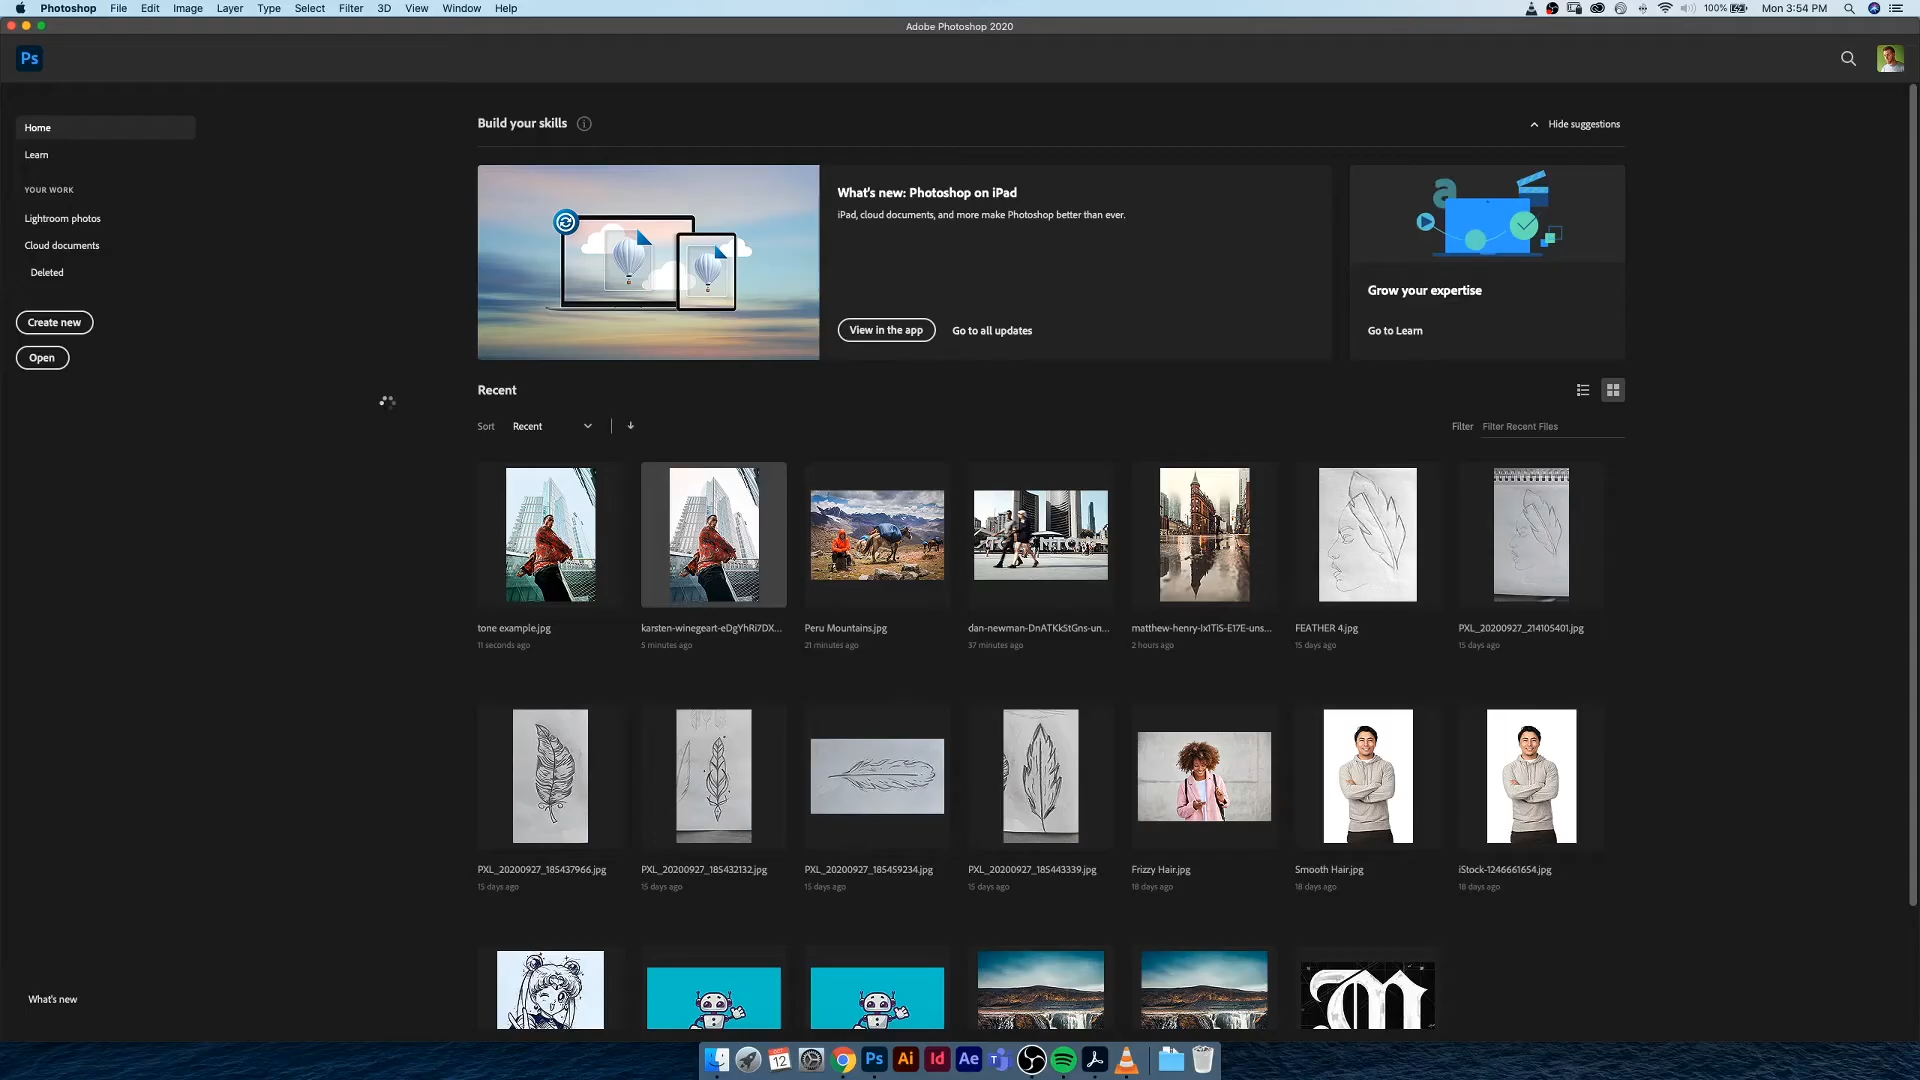 Photoshop File Edit Image Layer Type Select Filter 3D View Window Help
100% Mon 3:54 PM
Adobe Photoshop 2020
Ps
Home
Learn
YOUR WORK
Lightroom photos
Cloud documents
Deleted
Create new
Open
Build your skills
Hide suggestions
What's new: Photoshop on iPad
iPad, cloud documents, and more make Photoshop better than ever.
View in the app Go to all updates
Grow your expertise
Go to Learn
Recent
Sort Recent
Filter Filter Recent Files
tone example.jpg
11 seconds ago
karsten-winegeart-eDgYhRi7DX...
5 minutes ago
Peru Mountains.jpg
21 minutes ago
dan-newman-DnATKkStGns-un...
37 minutes ago
matthew-henry-Ix1TiS-E17E-uns...
2 hours ago
FEATHER 4.jpg
15 days ago
PXL_20200927_214105401.jpg
15 days ago
PXL_20200927_185437966.jpg
15 days ago
PXL_20200927_185432132.jpg
15 days ago
PXL_20200927_185459234.jpg
15 days ago
PXL_20200927_185443339.jpg
15 days ago
Frizzy Hair.jpg
18 days ago
Smooth Hair.jpg
18 days ago
iStock-1246661654.jpg
18 days ago
What's new
OCT
12
Ps Ai Id Ae